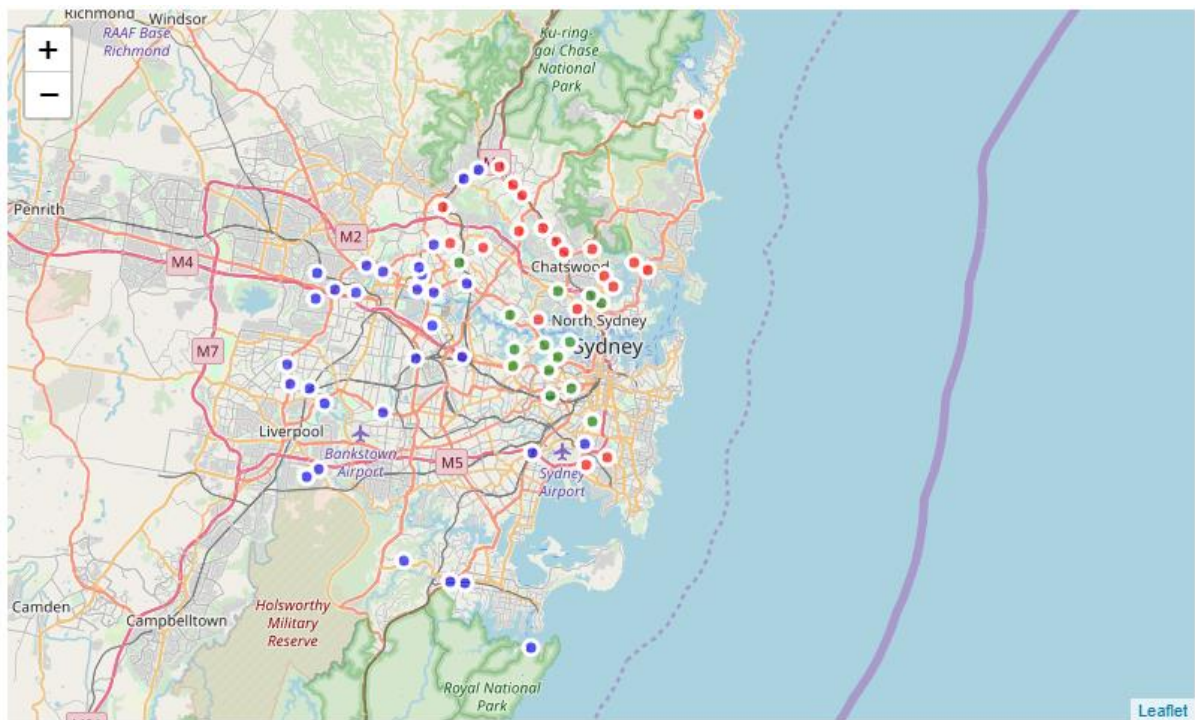 Richmond
Windsor
RAAF Base
Richmond
+
−
Ku-ring-
gai Chase
National
Park
Penrith
M2
M4
Chatswood
North Sydney
Sydney
M7
Liverpool
Bankstown
Airport
M5
Sydney
Airport
Camden
Campbelltown
Holsworthy
Military
Reserve
Royal National
Park
Leaflet